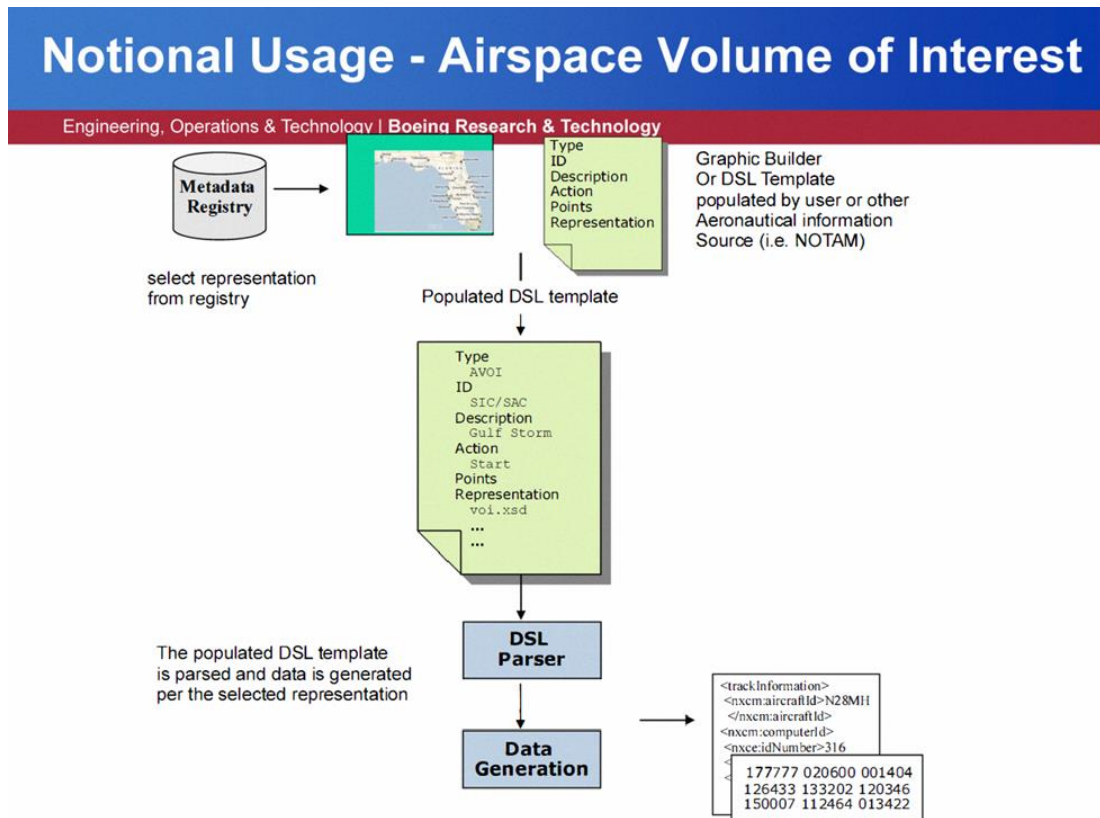 Notional Usage - Airspace Volume of Interest
Engineering, Operations & Technology | Boeing Research & Technology
Metadata
Registry
select representation
from registry
Type
ID
Description
Action
Points
Representation
Graphic Builder
Or DSL Template
populated by user or other
Aeronautical information
Source (i.e. NOTAM)
Populated DSL template
Type
AVOI
ID
SIC/SAC
Description
Gulf Storm
Action
Start
Points
Representation
voi.xsd
...
...
The populated DSL template
is parsed and data is generated
per the selected representation
DSL
Parser
Data
Generation
<trackInformation>
<nxcm:aircraftId>N28MH
</nxcm:aircraftId>
<nxcm:computerId>
<nxce:idNumber>316
<
<
177777 020600 001404
126433 133202 120346
150007 112464 013422